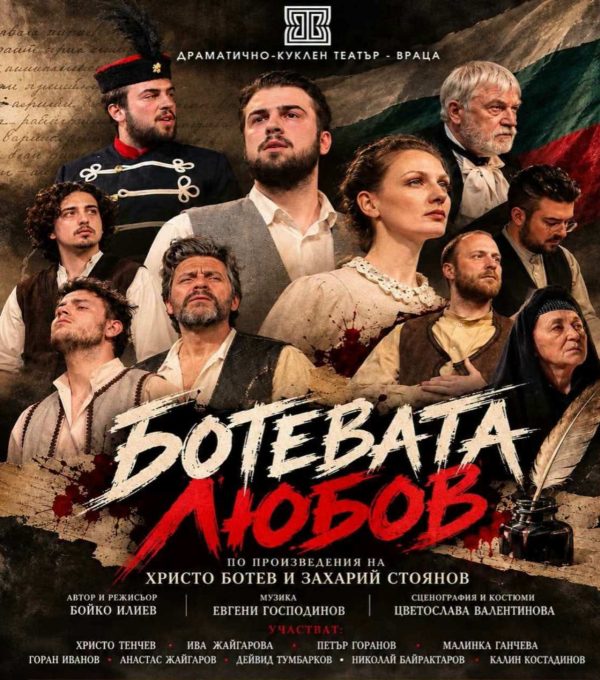 ДРАМАТИЧНО-КУКЛЕН ТЕАТЪР - ВРАЦА
БОТЕВАТА
ЛЮБОВ
ПО ПРОИЗВЕДЕНИЯ НА
ХРИСТО БОТЕВ И ЗАХАРИЙ СТОЯНОВ
АВТОР И РЕЖИСЬОР
БОЙКО ИЛИЕВ
МУЗИКА
ЕВГЕНИ ГОСПОДИНОВ
СЦЕНОГРАФИЯ И КОСТЮМИ
ЦВЕТОСЛАВА ВАЛЕНТИНОВА
УЧАСТВАТ:
ХРИСТО ТЕНЧЕВ • ИВА ЖАЙГАРОВА • ПЕТЪР ГОРАНОВ • МАЛИНКА ГАНЧЕВА
ГОРАН ИВАНОВ • АНАСТАС ЖАЙГАРОВ • ДЕЙВИД ТУМБАРКОВ • НИКОЛАЙ БАЙРАКТАРОВ • КАЛИН КОСТАДИНОВ